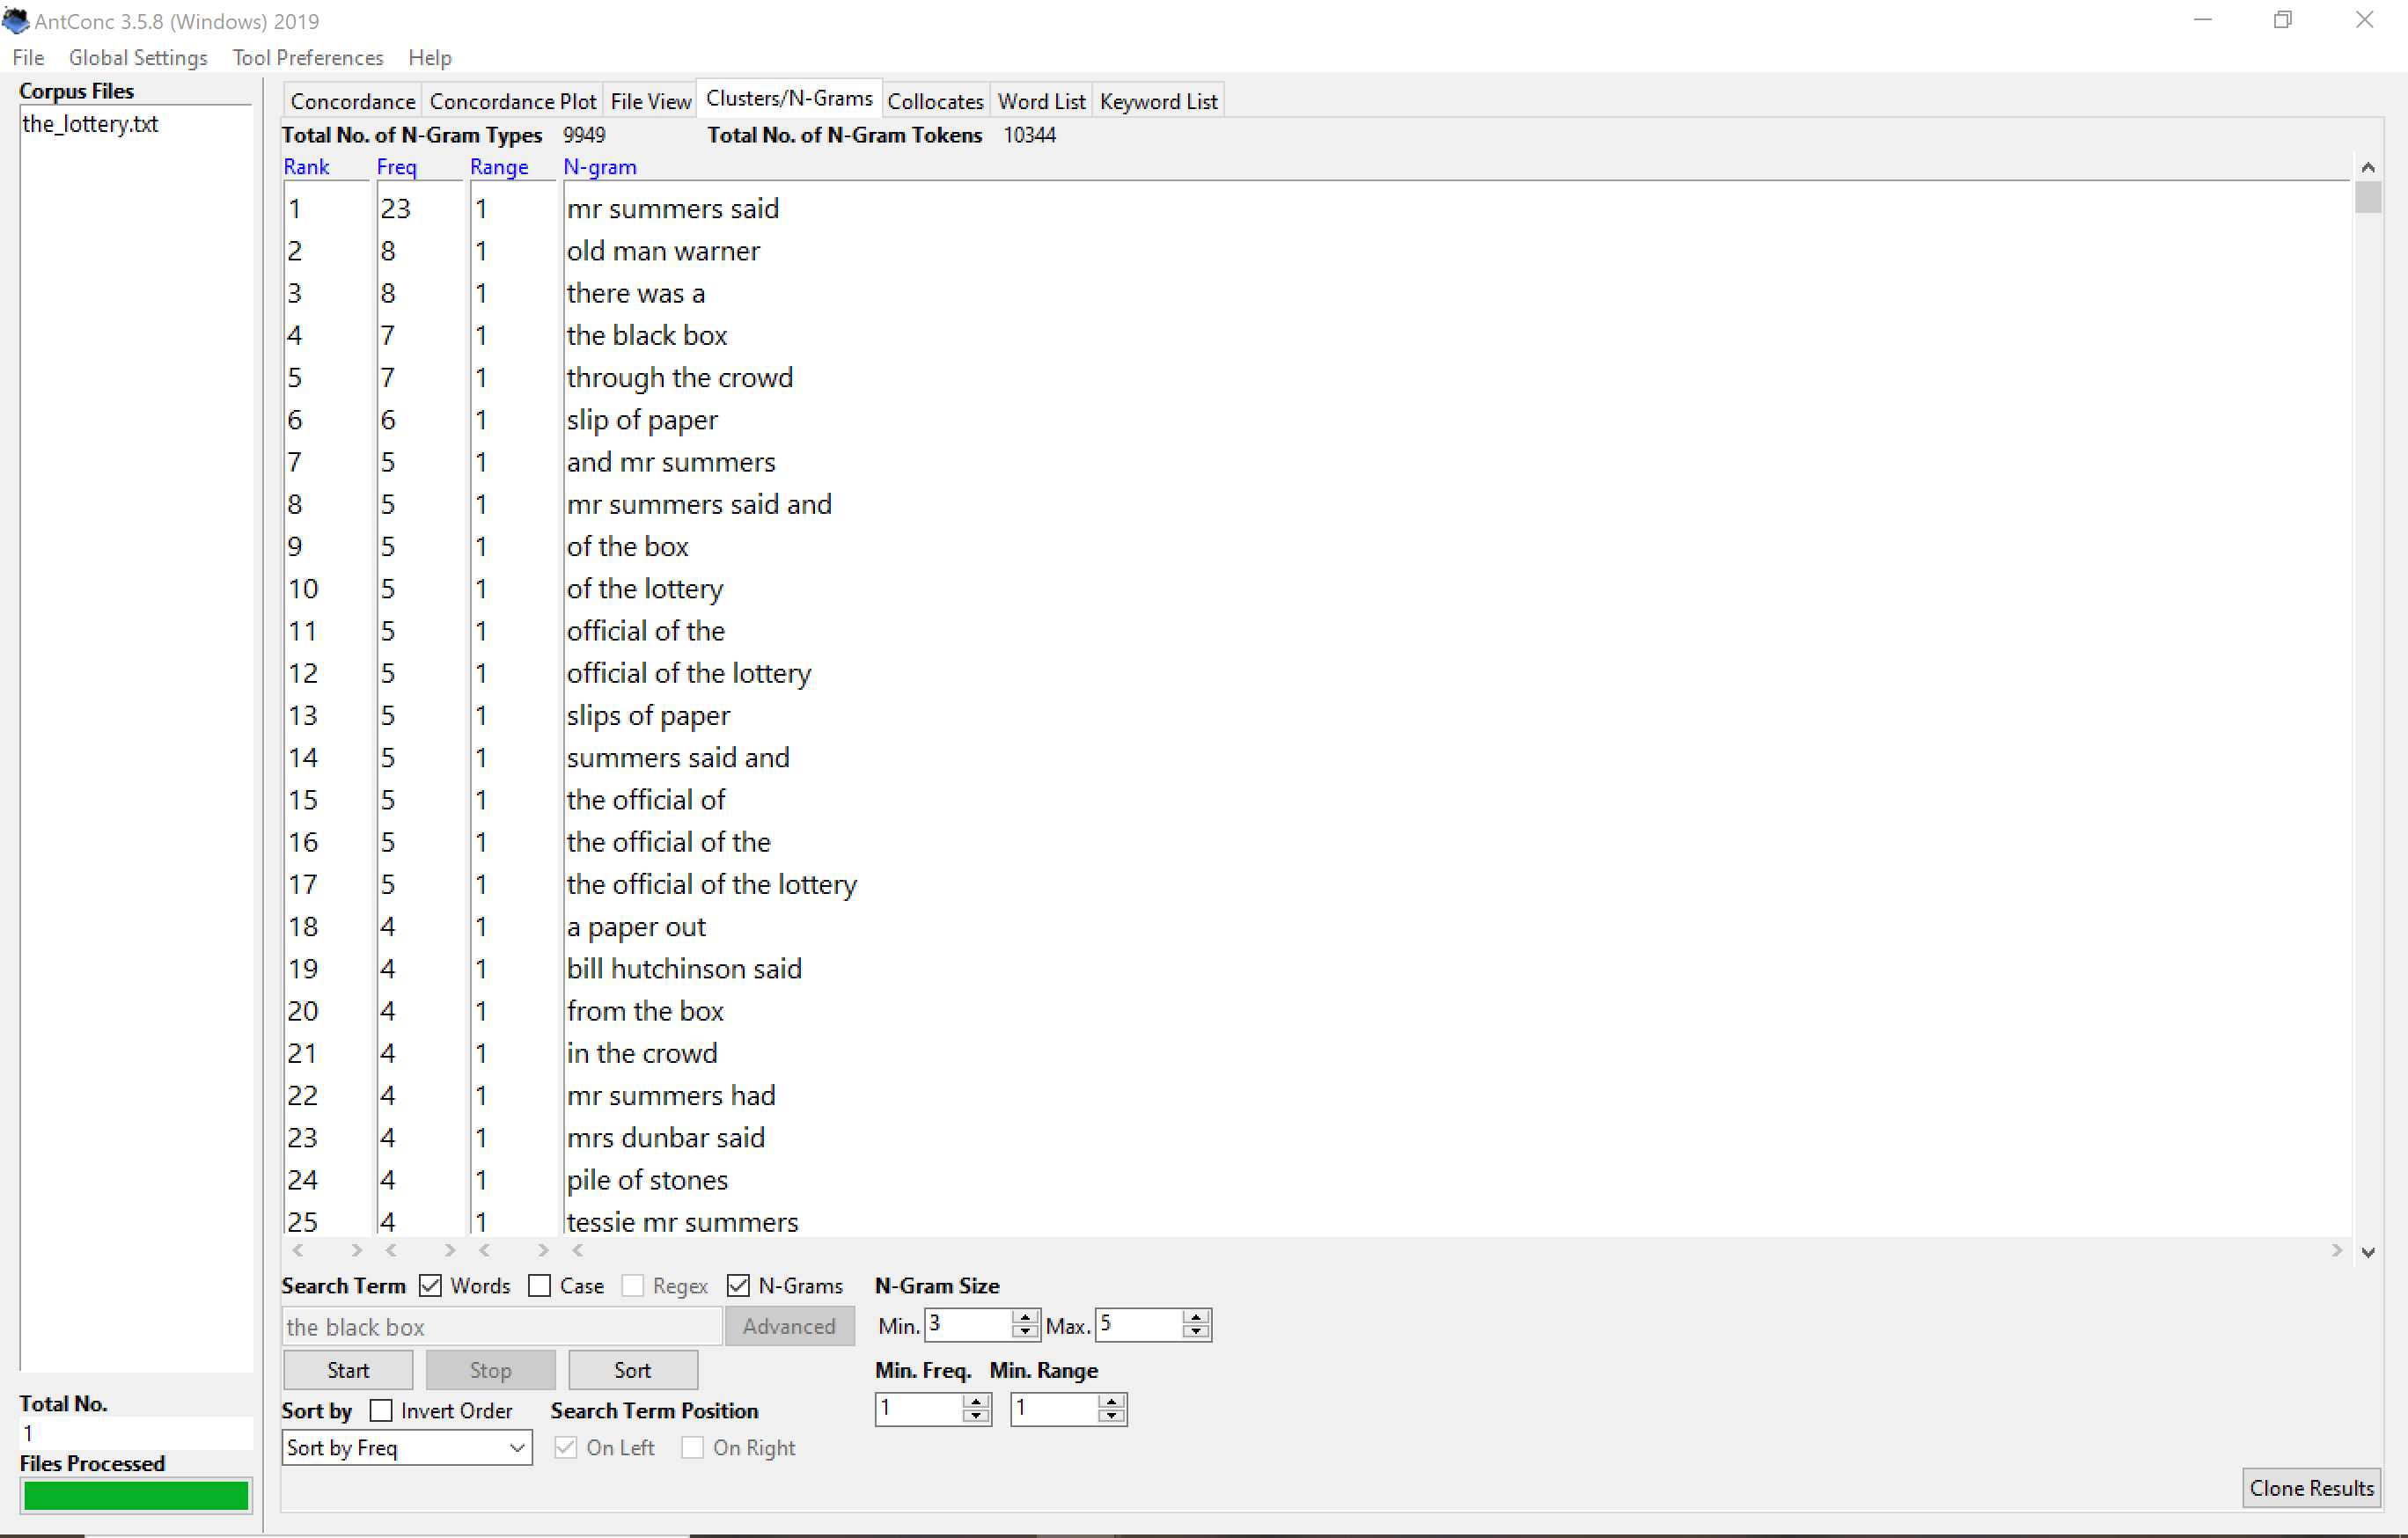 AntConc 3.5.8 (Windows) 2019
File Global Settings Tool Preferences Help
Corpus Files
the_lottery.txt
Concordance Concordance Plot File View Clusters/N-Grams Collocates Word List Keyword List
Total No. of N-Gram Types 9949 Total No. of N-Gram Tokens 10344
Rank Freq Range N-gram
1 23 1 mr summers said
2 8 1 old man warner
3 8 1 there was a
4 7 1 the black box
5 7 1 through the crowd
6 6 1 slip of paper
7 5 1 and mr summers
8 5 1 mr summers said and
9 5 1 of the box
10 5 1 of the lottery
11 5 1 official of the
12 5 1 official of the lottery
13 5 1 slips of paper
14 5 1 summers said and
15 5 1 the official of
16 5 1 the official of the
17 5 1 the official of the lottery
18 4 1 a paper out
19 4 1 bill hutchinson said
20 4 1 from the box
21 4 1 in the crowd
22 4 1 mr summers had
23 4 1 mrs dunbar said
24 4 1 pile of stones
25 4 1 tessie mr summers
Search Term Words Case Regex N-Grams N-Gram Size
the black box Advanced Min. 3 Max. 5
Start Stop Sort Min. Freq. Min. Range
Sort by Invert Order Search Term Position 1 1
Sort by Freq On Left On Right
Total No.
1
Files Processed
Clone Results